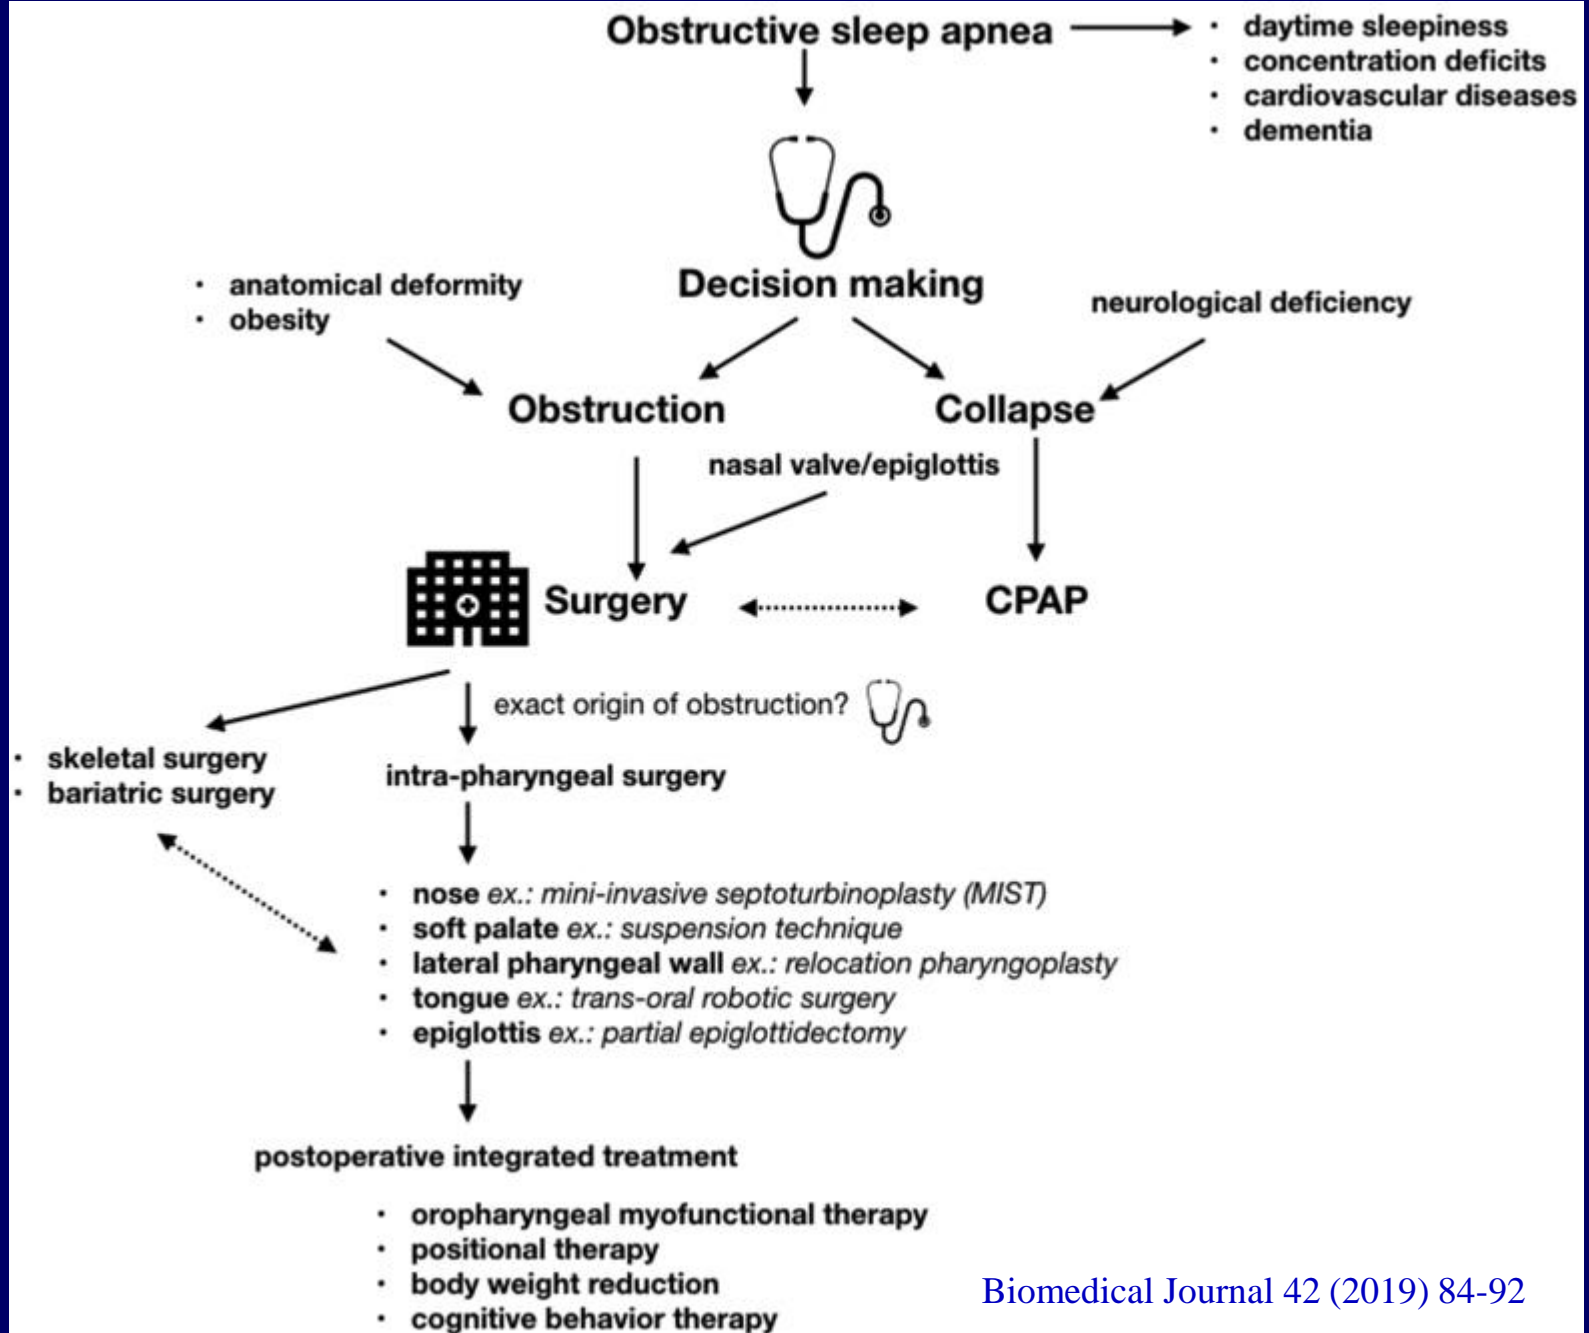 Obstructive sleep apnea
· daytime sleepiness
· concentration deficits
· cardiovascular diseases
· dementia
Decision making
· anatomical deformity
· obesity
neurological deficiency
Obstruction
Collapse
nasal valve/epiglottis
Surgery
CPAP
exact origin of obstruction?
· skeletal surgery
· bariatric surgery
intra-pharyngeal surgery
· nose ex.: mini-invasive septoturbinoplasty (MIST)
· soft palate ex.: suspension technique
· lateral pharyngeal wall ex.: relocation pharyngoplasty
· tongue ex.: trans-oral robotic surgery
· epiglottis ex.: partial epiglottidectomy
postoperative integrated treatment
· oropharyngeal myofunctional therapy
· positional therapy
· body weight reduction
· cognitive behavior therapy
Biomedical Journal 42 (2019) 84-92